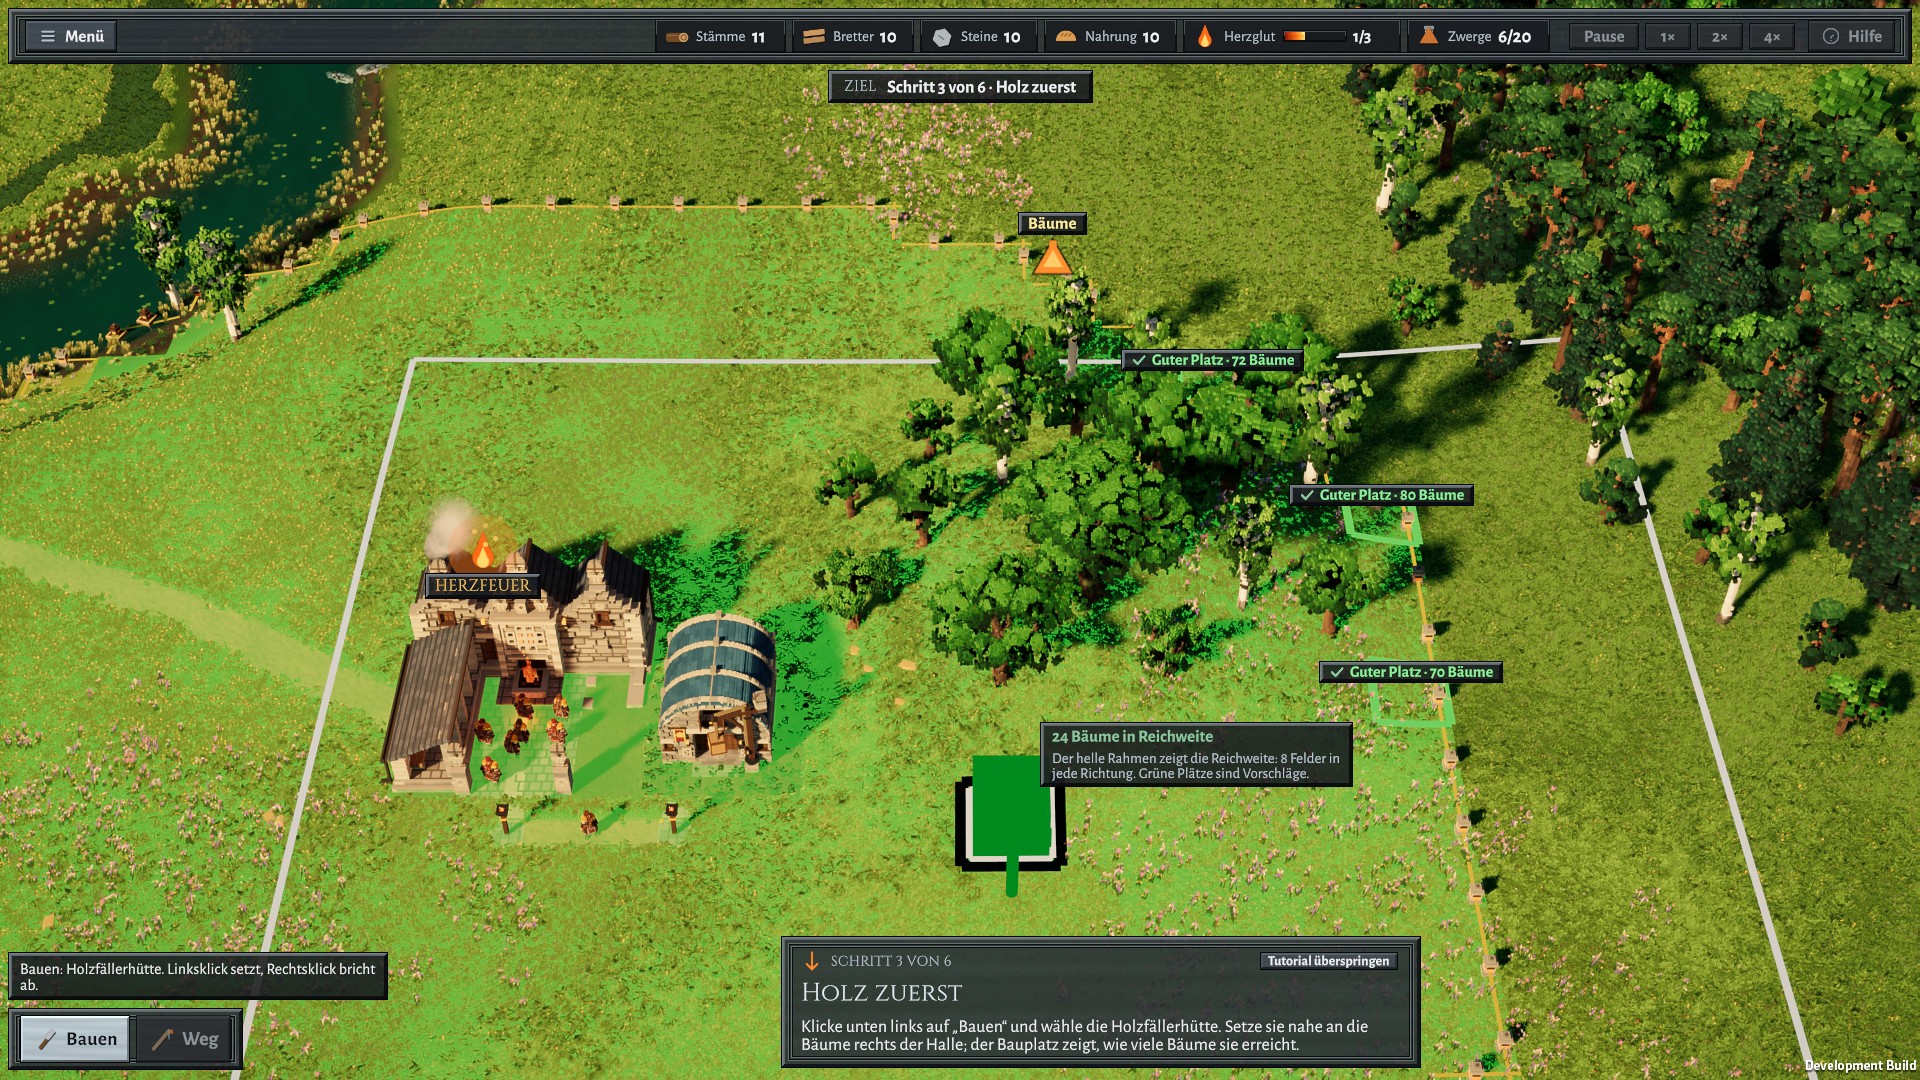 Menü
Stämme 11
Bretter 10
Steine 10
Nahrung 10
Herzglut 1/3
Zwerge 6/20
Pause
1×
2×
4×
Hilfe
ZIEL Schritt 3 von 6 · Holz zuerst
Bäume
Guter Platz · 72 Bäume
Guter Platz · 80 Bäume
HERZFEUER
Guter Platz · 70 Bäume
24 Bäume in Reichweite
Der helle Rahmen zeigt die Reichweite: 8 Felder in
jede Richtung. Grüne Plätze sind Vorschläge.
Bauen: Holzfällerhütte. Linksklick setzt, Rechtsklick bricht
ab.
Bauen
Weg
SCHRITT 3 VON 6
Tutorial überspringen
HOLZ ZUERST
Klicke unten links auf „Bauen“ und wähle die Holzfällerhütte. Setze sie nahe an die
Bäume rechts der Halle; der Bauplatz zeigt, wie viele Bäume sie erreicht.
Development Build